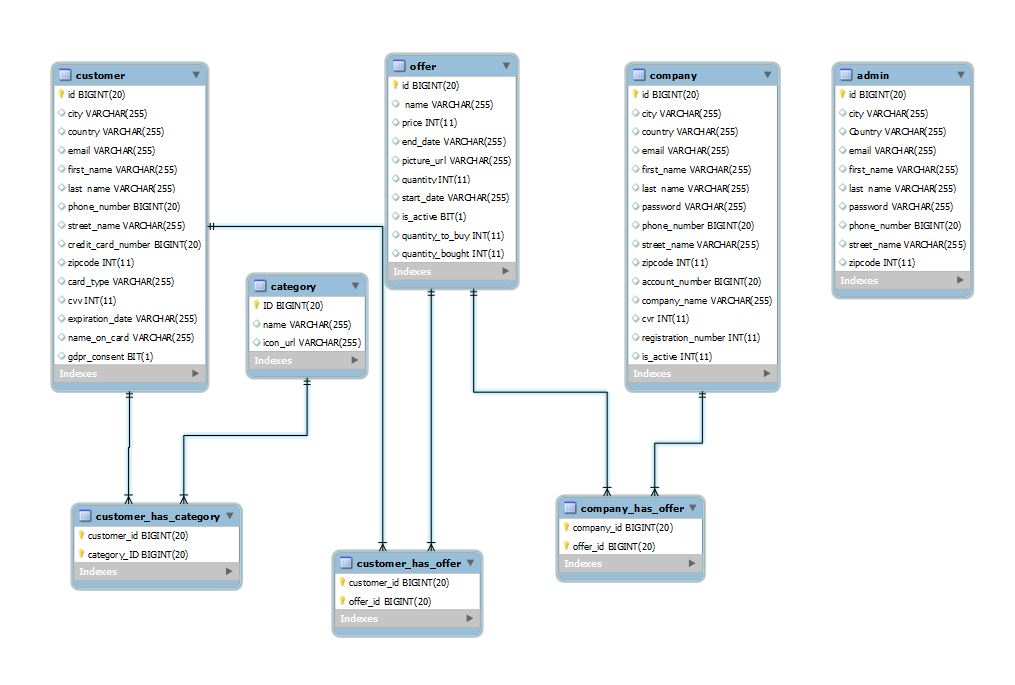 customer
id BIGINT(20)
city VARCHAR(255)
country VARCHAR(255)
email VARCHAR(255)
first_name VARCHAR(255)
last_name VARCHAR(255)
phone_number BIGINT(20)
street_name VARCHAR(255)
credit_card_number BIGINT(20)
zipcode INT(11)
card_type VARCHAR(255)
cvv INT(11)
expiration_date VARCHAR(255)
name_on_card VARCHAR(255)
gdpr_consent BIT(1)
Indexes
category
ID BIGINT(20)
name VARCHAR(255)
icon_url VARCHAR(255)
Indexes
offer
id BIGINT(20)
name VARCHAR(255)
price INT(11)
end_date VARCHAR(255)
picture_url VARCHAR(255)
quantity INT(11)
start_date VARCHAR(255)
is_active BIT(1)
quantity_to_buy INT(11)
quantity_bought INT(11)
Indexes
company
id BIGINT(20)
city VARCHAR(255)
country VARCHAR(255)
email VARCHAR(255)
first_name VARCHAR(255)
last_name VARCHAR(255)
password VARCHAR(255)
phone_number BIGINT(20)
street_name VARCHAR(255)
zipcode INT(11)
account_number BIGINT(20)
company_name VARCHAR(255)
cvr INT(11)
registration_number INT(11)
is_active INT(11)
Indexes
admin
id BIGINT(20)
city VARCHAR(255)
Country VARCHAR(255)
email VARCHAR(255)
first_name VARCHAR(255)
last_name VARCHAR(255)
password VARCHAR(255)
phone_number BIGINT(20)
street_name VARCHAR(255)
zipcode INT(11)
Indexes
customer_has_category
customer_id BIGINT(20)
category_ID BIGINT(20)
Indexes
customer_has_offer
customer_id BIGINT(20)
offer_id BIGINT(20)
Indexes
company_has_offer
company_id BIGINT(20)
offer_id BIGINT(20)
Indexes